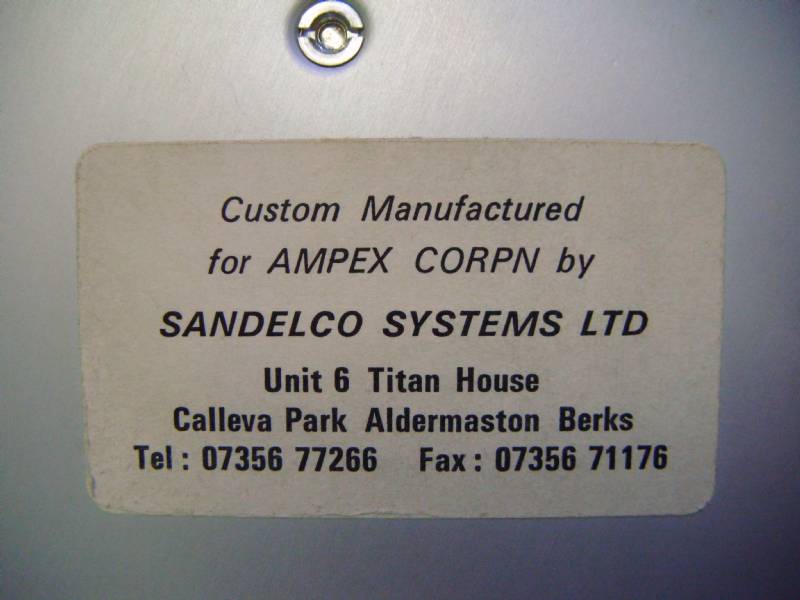 Custom Manufactured
for AMPEX CORPN by
SANDELCO SYSTEMS LTD
Unit 6 Titan House
Calleva Park Aldermaston Berks
Tel : 07356 77266 Fax : 07356 71176